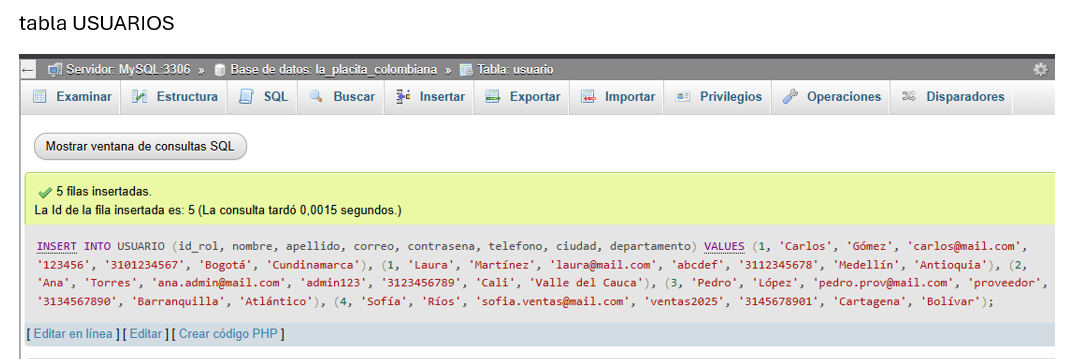 tabla USUARIOS
← Servidor: MySQL:3306 » Base de datos: la_placita_colombiana » Tabla: usuario
Examinar Estructura SQL Buscar Insertar Exportar Importar Privilegios Operaciones Disparadores
Mostrar ventana de consultas SQL
5 filas insertadas.
La Id de la fila insertada es: 5 (La consulta tardó 0,0015 segundos.)
INSERT INTO USUARIO (id_rol, nombre, apellido, correo, contrasena, telefono, ciudad, departamento) VALUES (1, 'Carlos', 'Gómez', 'carlos@mail.com',
'123456', '3101234567', 'Bogotá', 'Cundinamarca'), (1, 'Laura', 'Martínez', 'laura@mail.com', 'abcdef', '3112345678', 'Medellín', 'Antioquia'), (2,
'Ana', 'Torres', 'ana.admin@mail.com', 'admin123', '3123456789', 'Cali', 'Valle del Cauca'), (3, 'Pedro', 'López', 'pedro.prov@mail.com', 'proveedor',
'3134567890', 'Barranquilla', 'Atlántico'), (4, 'Sofía', 'Ríos', 'sofia.ventas@mail.com', 'ventas2025', '3145678901', 'Cartagena', 'Bolívar');
[ Editar en línea ] [ Editar ] [ Crear código PHP ]